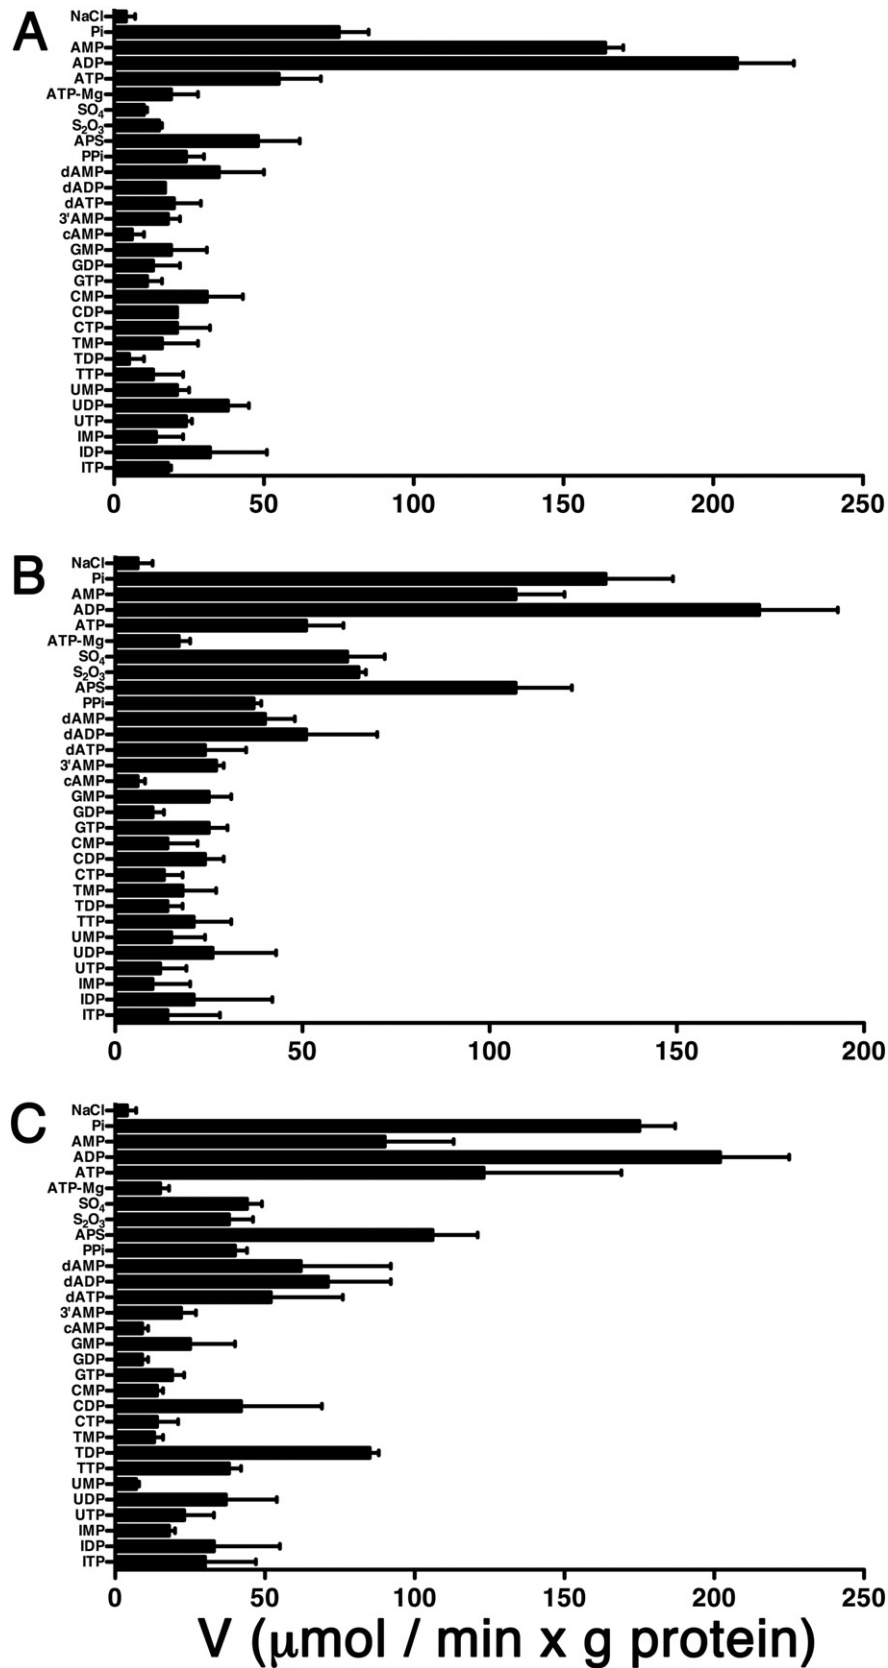 A
NaCl
Pi
AMP
ADP
ATP
ATP-Mg
SO₄
S₂O₃
APS
PPi
dAMP
dADP
dATP
3'AMP
cAMP
GMP
GDP
GTP
CMP
CDP
CTP
TMP
TDP
TTP
UMP
UDP
UTP
IMP
IDP
ITP
0 50 100 150 200 250
B
NaCl
Pi
AMP
ADP
ATP
ATP-Mg
SO₄
S₂O₃
APS
PPi
dAMP
dADP
dATP
3'AMP
cAMP
GMP
GDP
GTP
CMP
CDP
CTP
TMP
TDP
TTP
UMP
UDP
UTP
IMP
IDP
ITP
0 50 100 150 200
C
NaCl
Pi
AMP
ADP
ATP
ATP-Mg
SO₄
S₂O₃
APS
PPi
dAMP
dADP
dATP
3'AMP
cAMP
GMP
GDP
GTP
CMP
CDP
CTP
TMP
TDP
TTP
UMP
UDP
UTP
IMP
IDP
ITP
0 50 100 150 200 250
V (μmol / min x g protein)